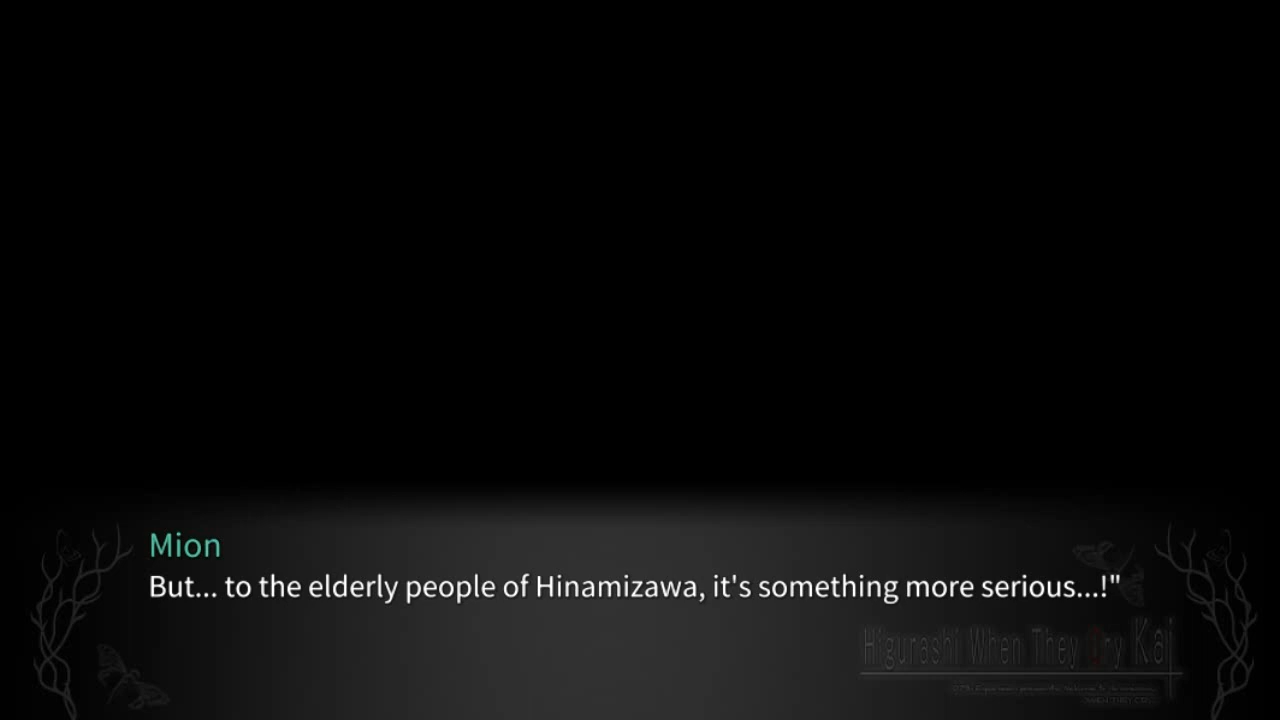 Mion
But... to the elderly people of Hinamizawa, it's something more serious...!"
Higurashi When They Cry Kai